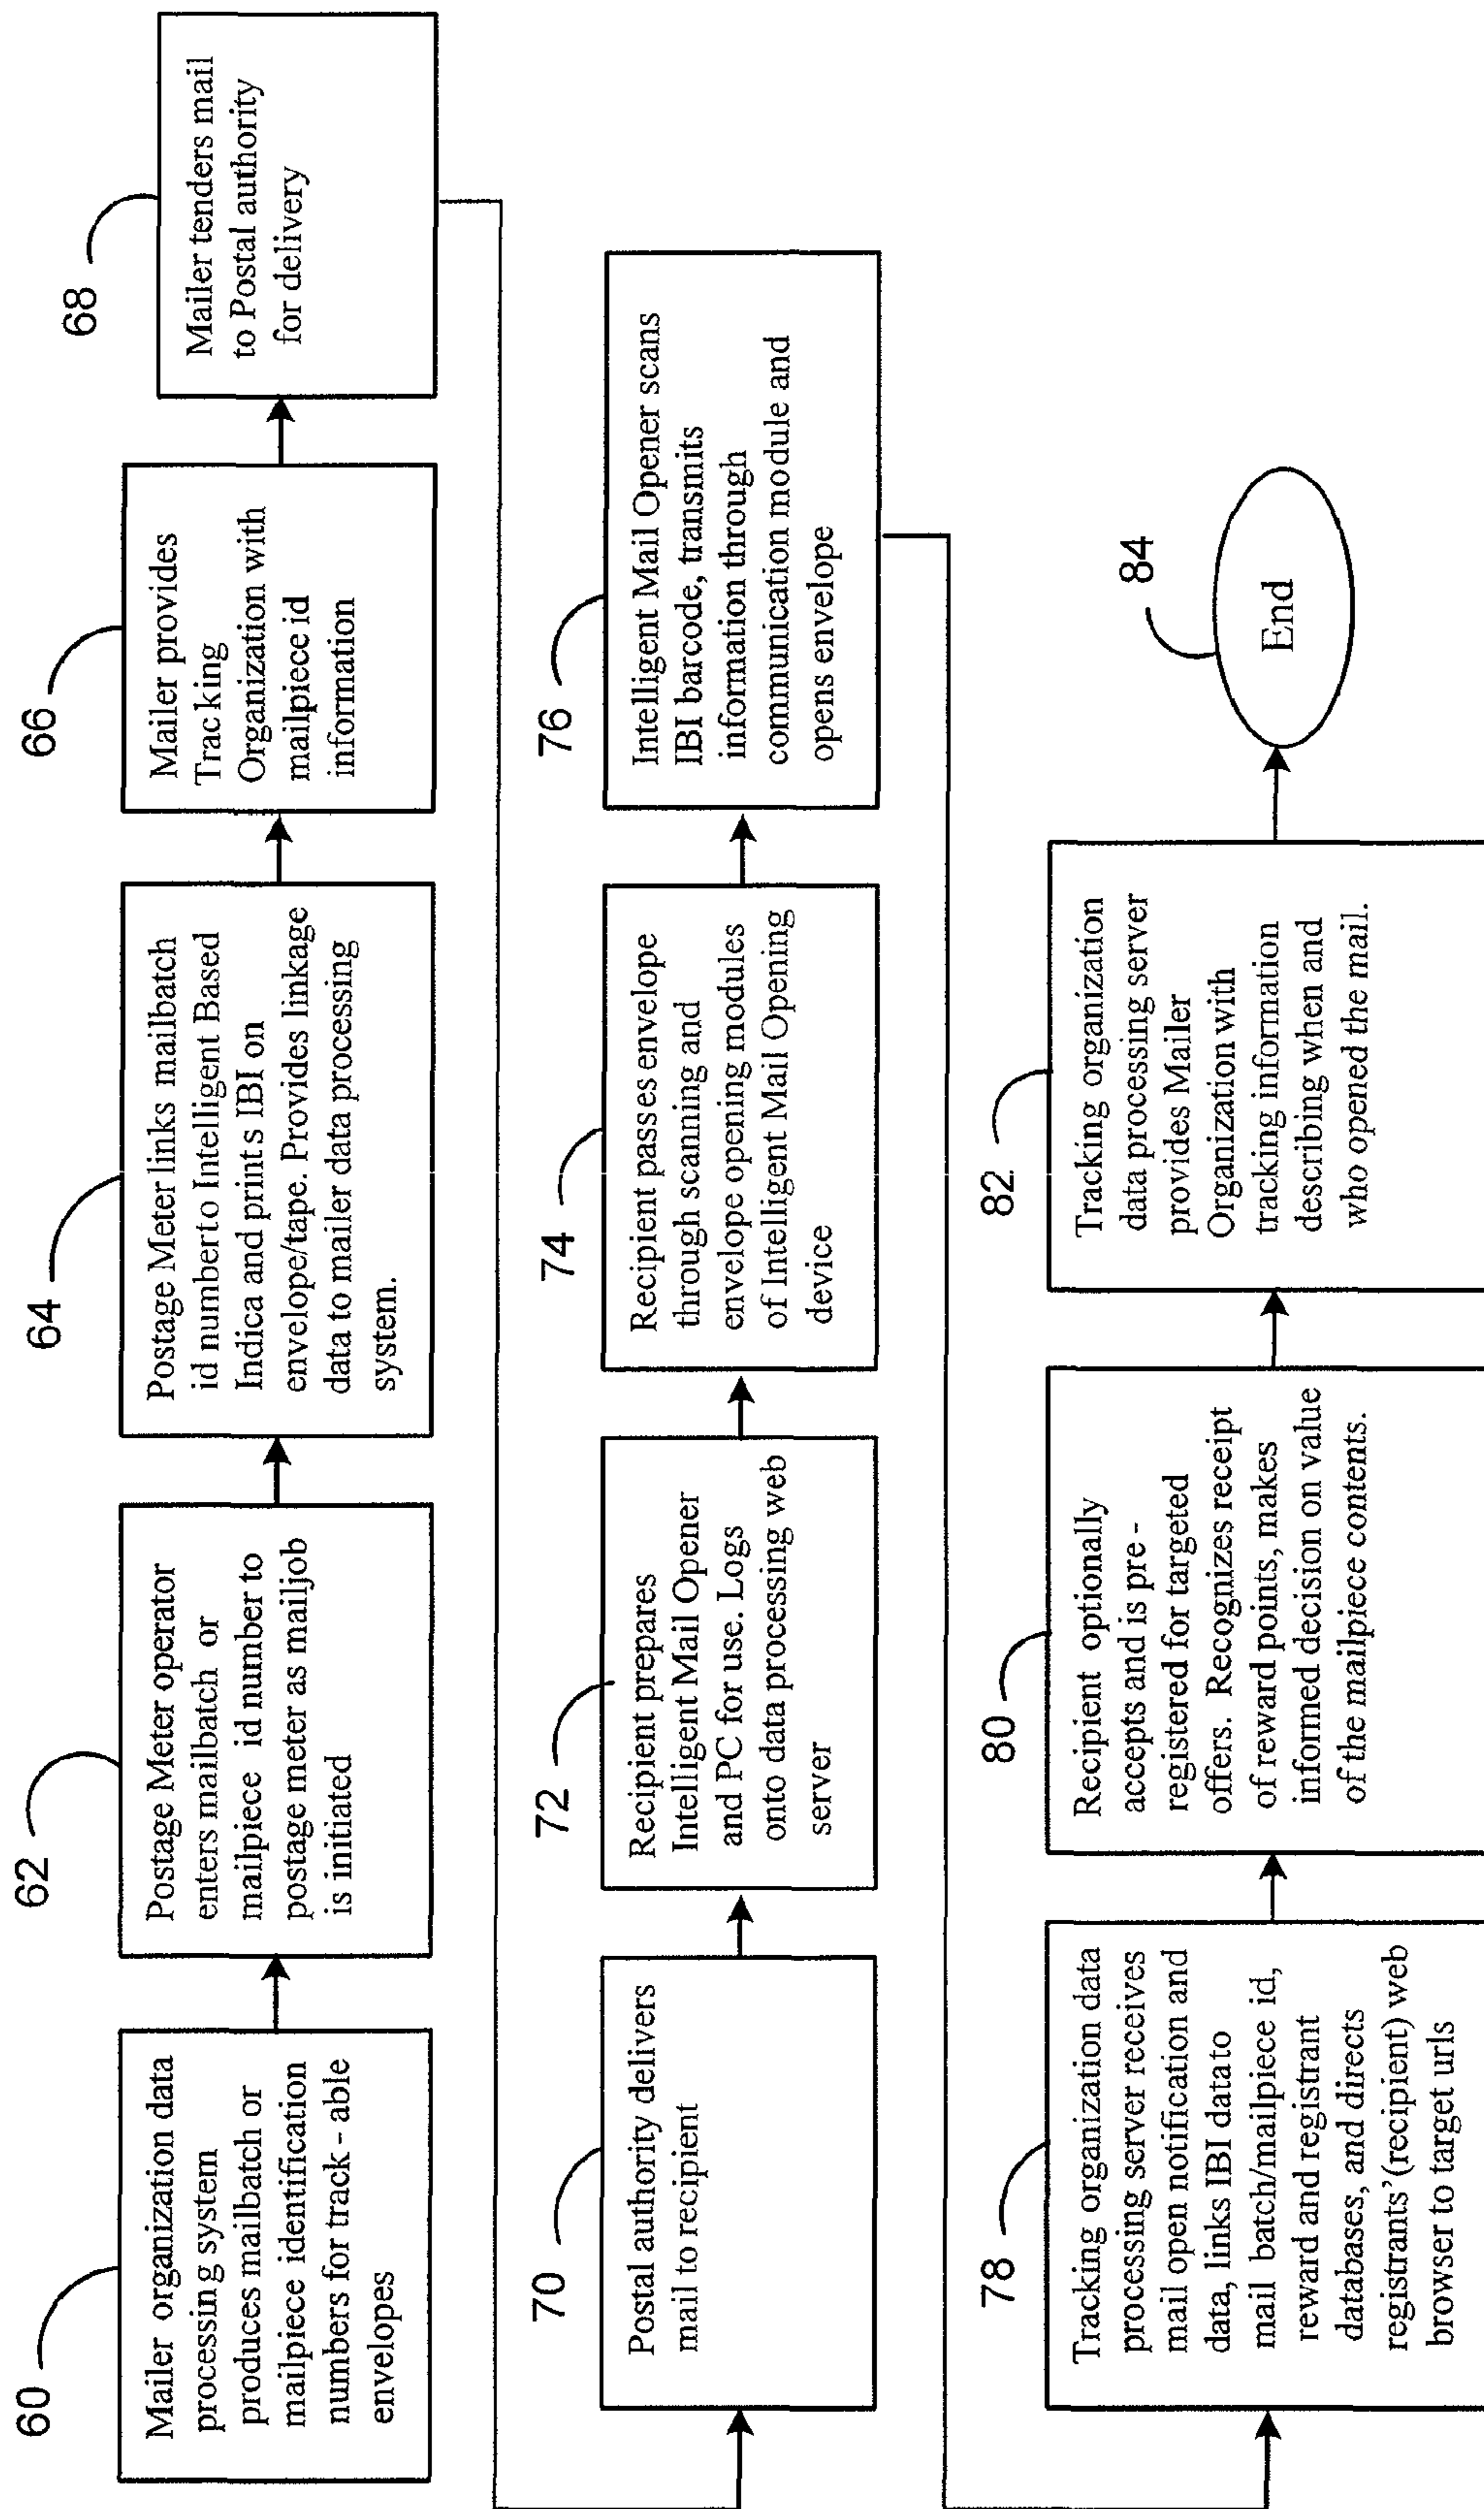 60
Mailer organization data
processing system
produces mailbatch or
mailpiece identification
numbers for track - able
envelopes
62
Postage Meter operator
enters mailbatch or
mailpiece id number to
postage meter as mailjob
is initiated
64
Postage Meter links mailbatch
id numberto Intelligent Based
Indica and prints IBI on
envelope/tape. Provides linkage
data to mailer data processing
system.
66
Mailer provides
Tracking
Organization with
mailpiece id
information
68
Mailer tenders mail
to Postal authority
for delivery
70
Postal authority delivers
mail to recipient
72
Recipient prepares
Intelligent Mail Opener
and PC for use. Logs
onto data processing web
server
74
Recipient passes envelope
through scanning and
envelope opening modules
of Intelligent Mail Opening
device
76
Intelligent Mail Opener scans
IBI barcode, transmits
information through
communication module and
opens envelope
78
Tracking organization data
processing server receives
mail open notification and
data, links IBI datato
mail batch/mailpiece id,
reward and registrant
databases, and directs
registrants'(recipient) web
browser to target urls
80
Recipient optionally
accepts and is pre -
registered for targeted
offers. Recognizes receipt
of reward points, makes
informed decision on value
of the mailpiece contents.
82
Tracking organization
data processing server
provides Mailer
Organization with
tracking information
describing when and
who opened the mail.
84
End